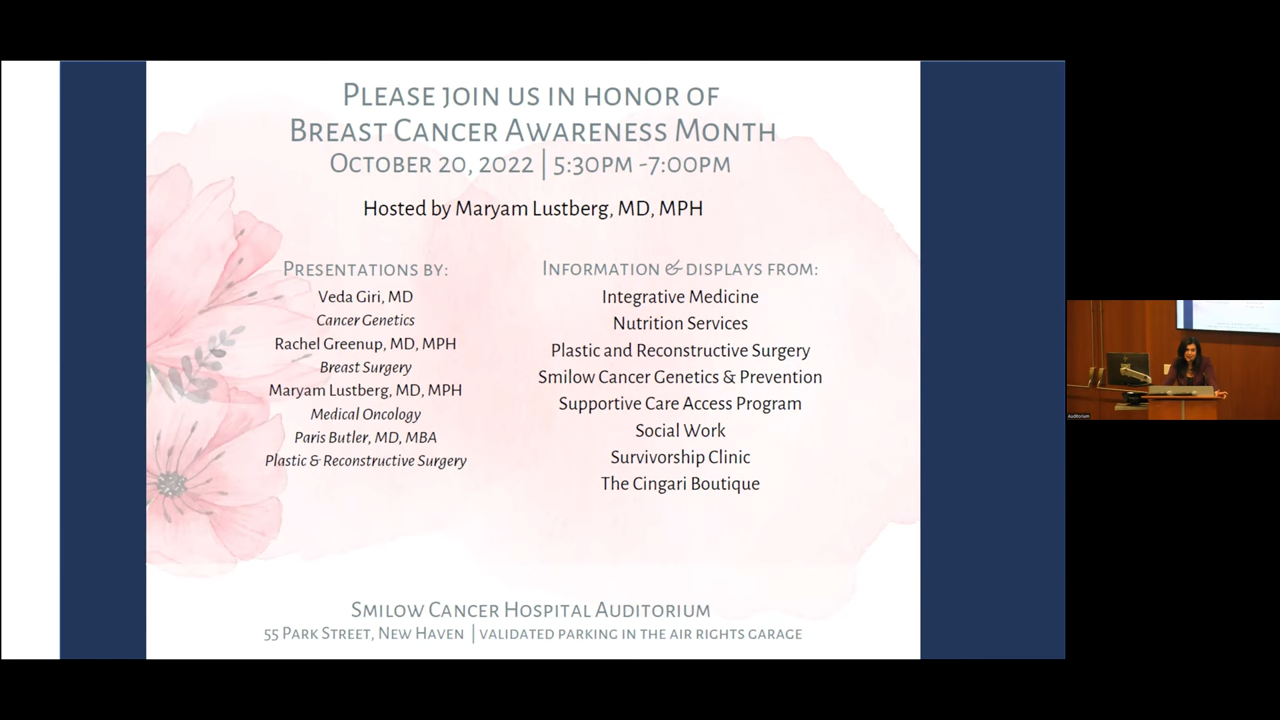 PLEASE JOIN US IN HONOR OF
BREAST CANCER AWARENESS MONTH
OCTOBER 20, 2022 | 5:30PM -7:00PM
Hosted by Maryam Lustberg, MD, MPH
PRESENTATIONS BY:
Veda Giri, MD
Cancer Genetics
Rachel Greenup, MD, MPH
Breast Surgery
Maryam Lustberg, MD, MPH
Medical Oncology
Paris Butler, MD, MBA
Plastic & Reconstructive Surgery
INFORMATION & DISPLAYS FROM:
Integrative Medicine
Nutrition Services
Plastic and Reconstructive Surgery
Smilow Cancer Genetics & Prevention
Supportive Care Access Program
Social Work
Survivorship Clinic
The Cingari Boutique
SMILOW CANCER HOSPITAL AUDITORIUM
55 PARK STREET, NEW HAVEN | VALIDATED PARKING IN THE AIR RIGHTS GARAGE
Auditorium